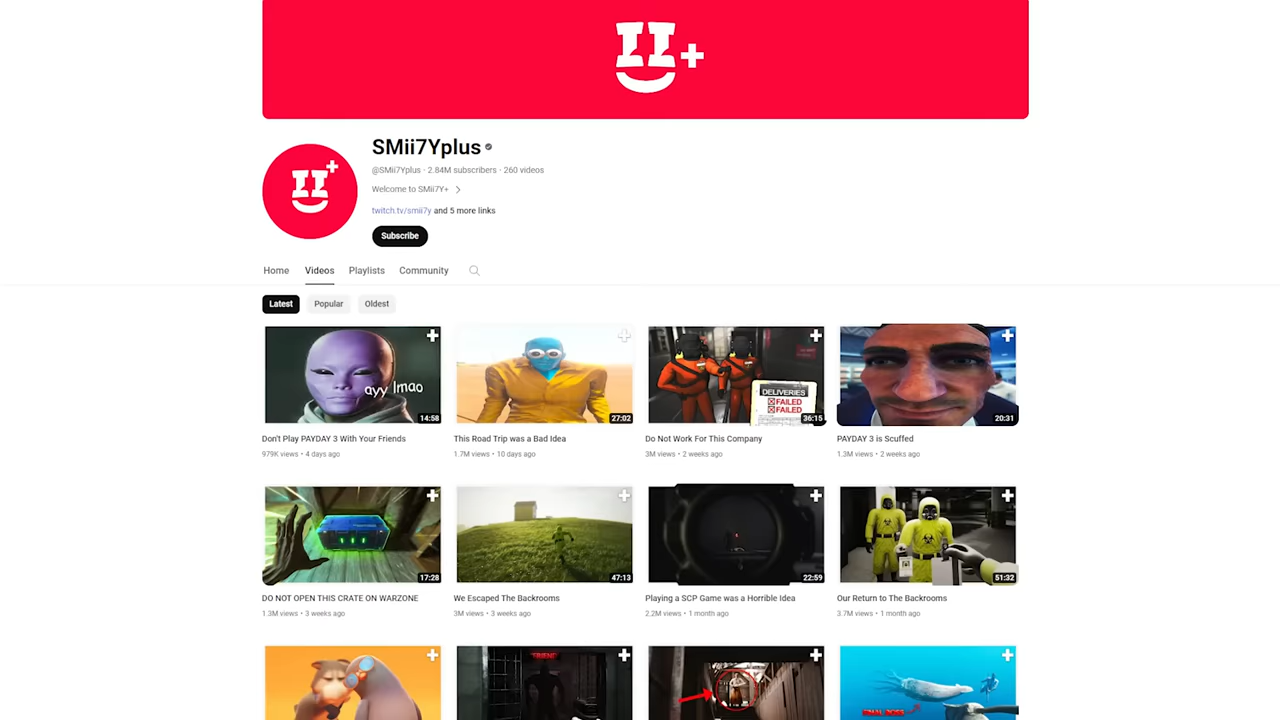 SMii7Yplus
@SMii7Yplus · 2.84M subscribers · 260 videos
Welcome to SMii7Y+
twitch.tv/smii7y and 5 more links
Subscribe
Home Videos Playlists Community
Latest Popular Oldest
ayy lmao
14:58
27:02
DELIVERIES
FAILED
FAILED
36:15
20:31
Don't Play PAYDAY 3 With Your Friends
979K views • 4 days ago
This Road Trip was a Bad Idea
1.7M views • 10 days ago
Do Not Work For This Company
3M views • 2 weeks ago
PAYDAY 3 is Scuffed
1.3M views • 2 weeks ago
17:28
47:13
22:59
51:32
DO NOT OPEN THIS CRATE ON WARZONE
1.3M views • 3 weeks ago
We Escaped The Backrooms
3M views • 3 weeks ago
Playing a SCP Game was a Horrible Idea
2.2M views • 1 month ago
Our Return to The Backrooms
3.7M views • 1 month ago
"FRIEND"
FINAL BOSS